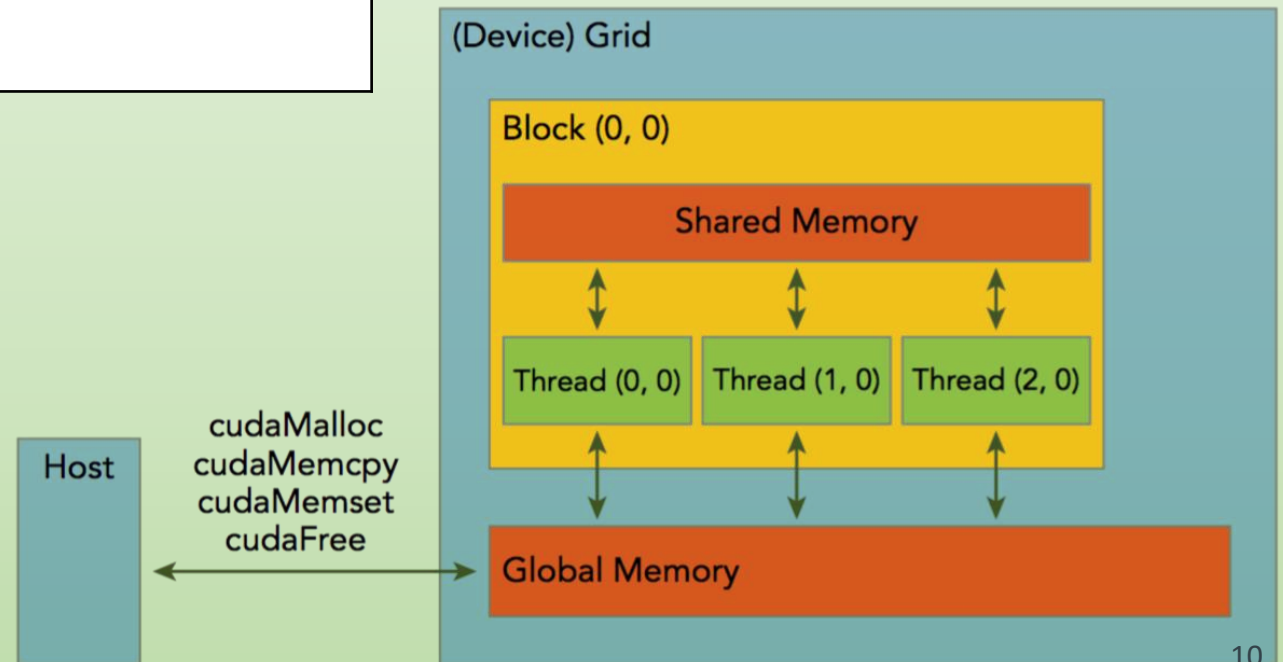 (Device) Grid
Block (0, 0)
Shared Memory
Thread (0, 0) Thread (1, 0) Thread (2, 0)
cudaMalloc
cudaMemcpy
cudaMemset
cudaFree
Host
Global Memory
10